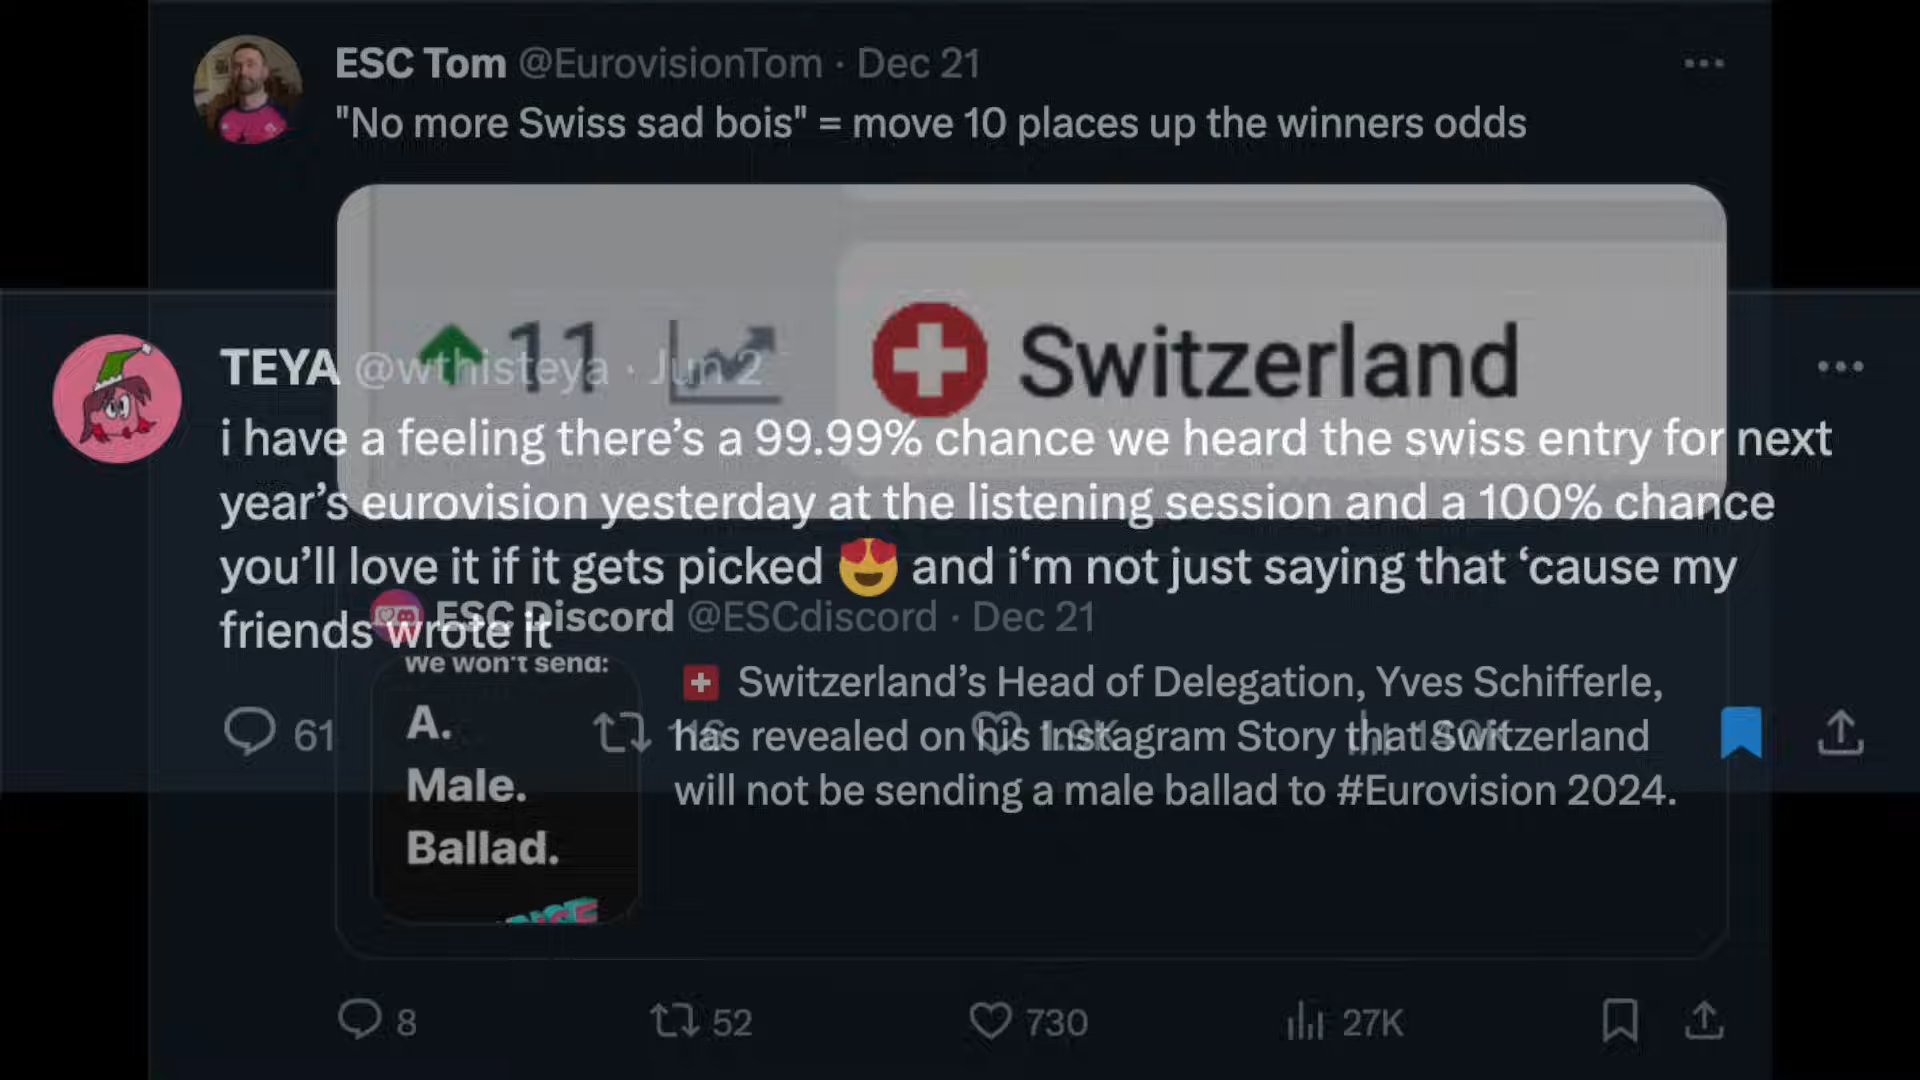 ESC Tom @EurovisionTom · Dec 21
"No more Swiss sad bois" = move 10 places up the winners odds
11 Switzerland
TEYA @wthisteya · Jun 2
i have a feeling there’s a 99.99% chance we heard the swiss entry for next
year’s eurovision yesterday at the listening session and a 100% chance
you’ll love it if it gets picked 😍 and i‘m not just saying that ‘cause my
friends wrote it
61 116
ESC Discord @ESCdiscord · Dec 21
We won't send:
A.
Male.
Ballad.
🇨🇭 Switzerland’s Head of Delegation, Yves Schifferle,
has revealed on his Instagram Story that Switzerland
will not be sending a male ballad to #Eurovision 2024.
8 52 730 27K